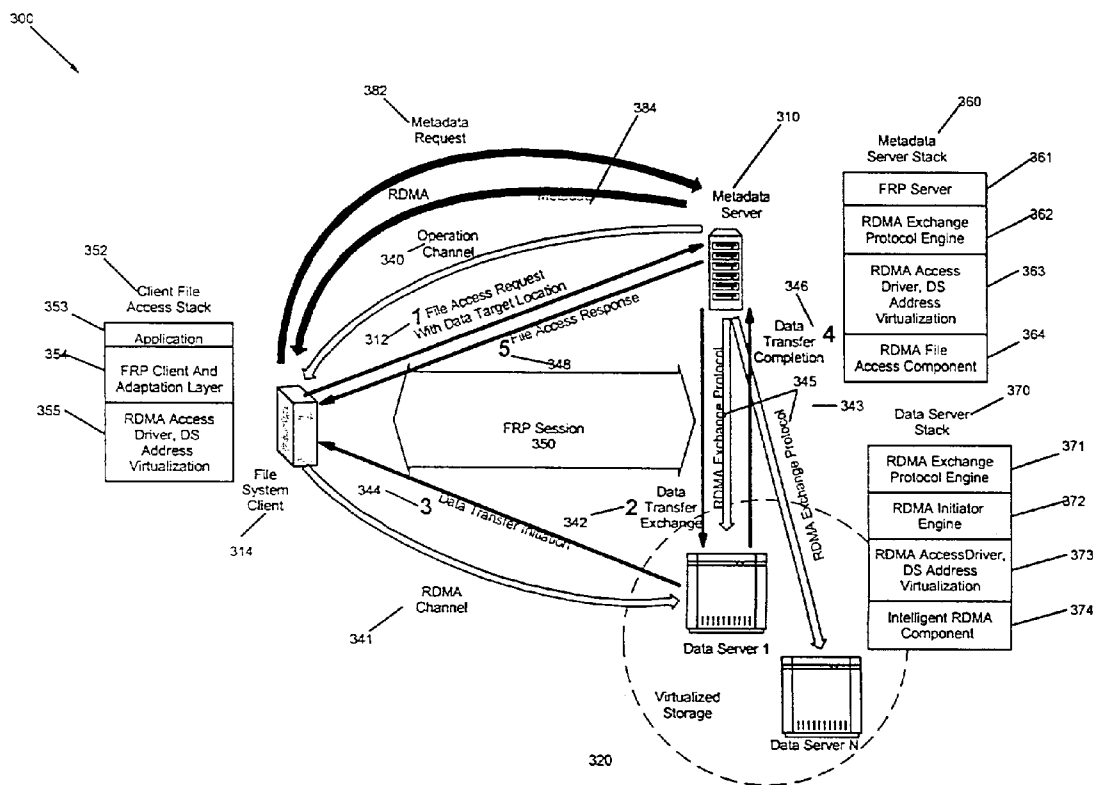 300
382
Metadata
Request
384
310
360
Metadata
Server Stack
361
FRP Server
RDMA
Metadata
Server
362
RDMA Exchange
Protocol Engine
Operation
Channel
340
352
Client File
Access Stack
353
Application
354
FRP Client And
Adaptation Layer
355
RDMA Access
Driver, DS
Address
Virtualization
312
1 File Access Request
With Data Target Location
5 File Access Response
348
346
Data
Transfer
Completion
4
363
RDMA Access
Driver, DS
Address
Virtualization
364
RDMA File
Access Component
345
343
370
Data Server
Stack
FRP Session
350
RDMA Exchange Protocol
RDMA Exchange Protocol
371
RDMA Exchange
Protocol Engine
372
RDMA Initiator
Engine
373
RDMA AccessDriver,
DS Address
Virtualization
374
Intelligent RDMA
Component
File
System
Client
314
344
3
Data Transfer Initiation
342
2
Data
Transfer
Exchange
RDMA
Channel
341
Data Server 1
Virtualized
Storage
Data Server N
320